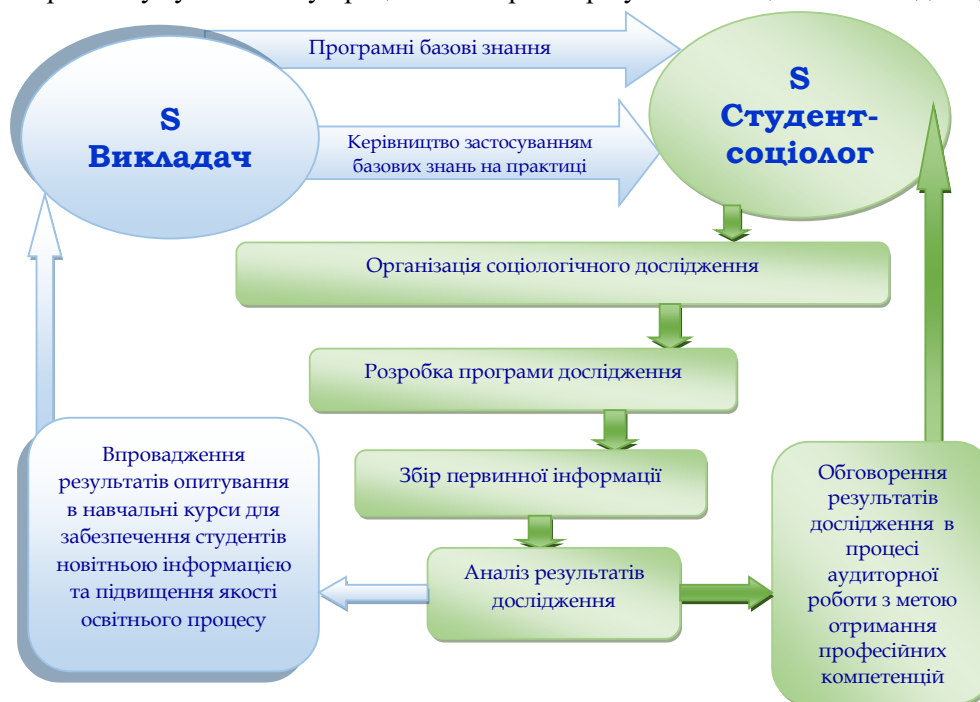 Програмні базові знання
S
Викладач
S
Студент-
соціолог
Керівництво застосуванням
базових знань на практиці
Організація соціологічного дослідження
Розробка програми дослідження
Збір первинної інформації
Аналіз результатів
дослідження
Впровадження
результатів опитування
в навчальні курси для
забезпечення студентів
новітньою інформацією
та підвищення якості
освітнього процесу
Обговорення
результатів
дослідження в
процесі
аудиторної
роботи з метою
отримання
професійних
компетенцій